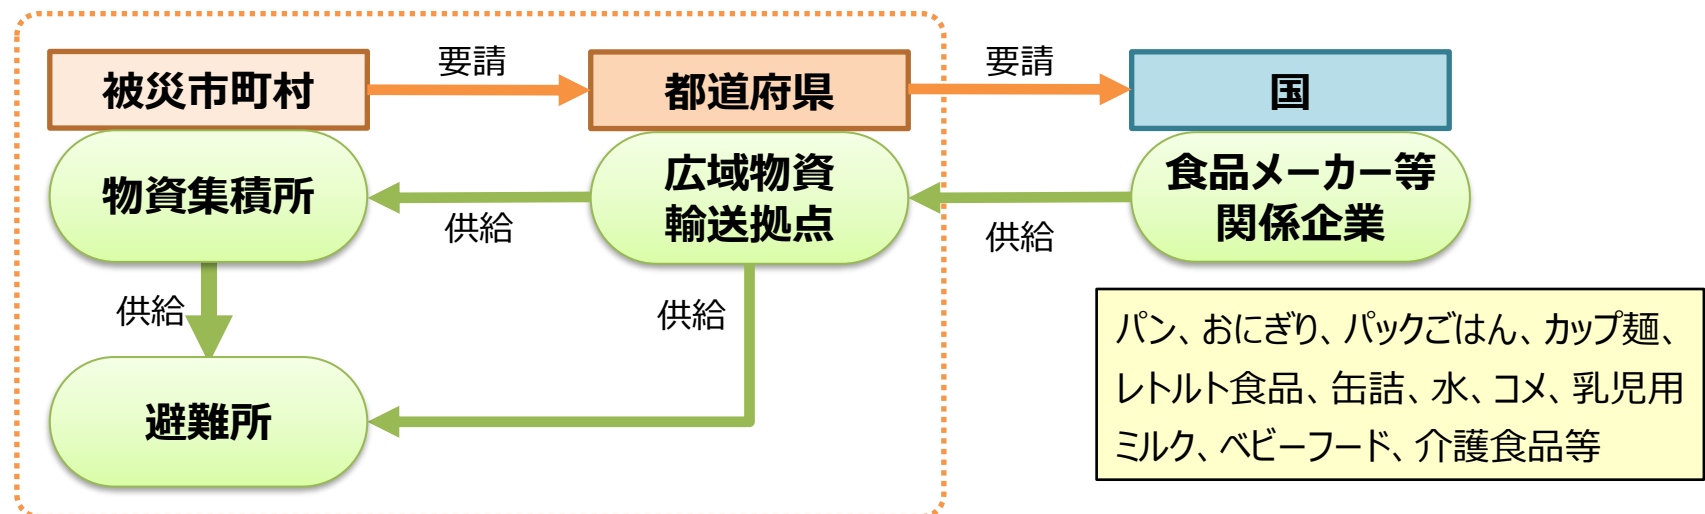 被災市町村
要請
都道府県
要請
国
物資集積所
供給
広域物資
輸送拠点
供給
食品メーカー等
関係企業
供給
供給
避難所
パン、おにぎり、パックごはん、カップ麺、
レトルト食品、缶詰、水、コメ、乳児用
ミルク、ベビーフード、介護食品等